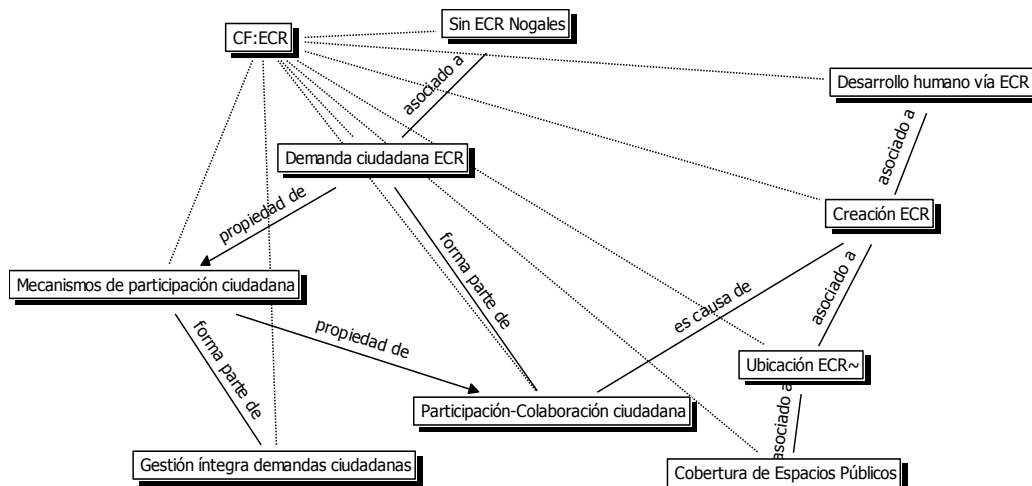 Sin ECR Nogales
CF:ECR
asociado a
Desarrollo humano vía ECR
Demanda ciudadana ECR
asociado a
propiedad de
Creación ECR
forma parte de
Mecanismos de participación ciudadana
asociado a
es causa de
propiedad de
forma parte de
Ubicación ECR~
Participación-Colaboración ciudadana
asociado a
Gestión íntegra demandas ciudadanas
Cobertura de Espacios Públicos